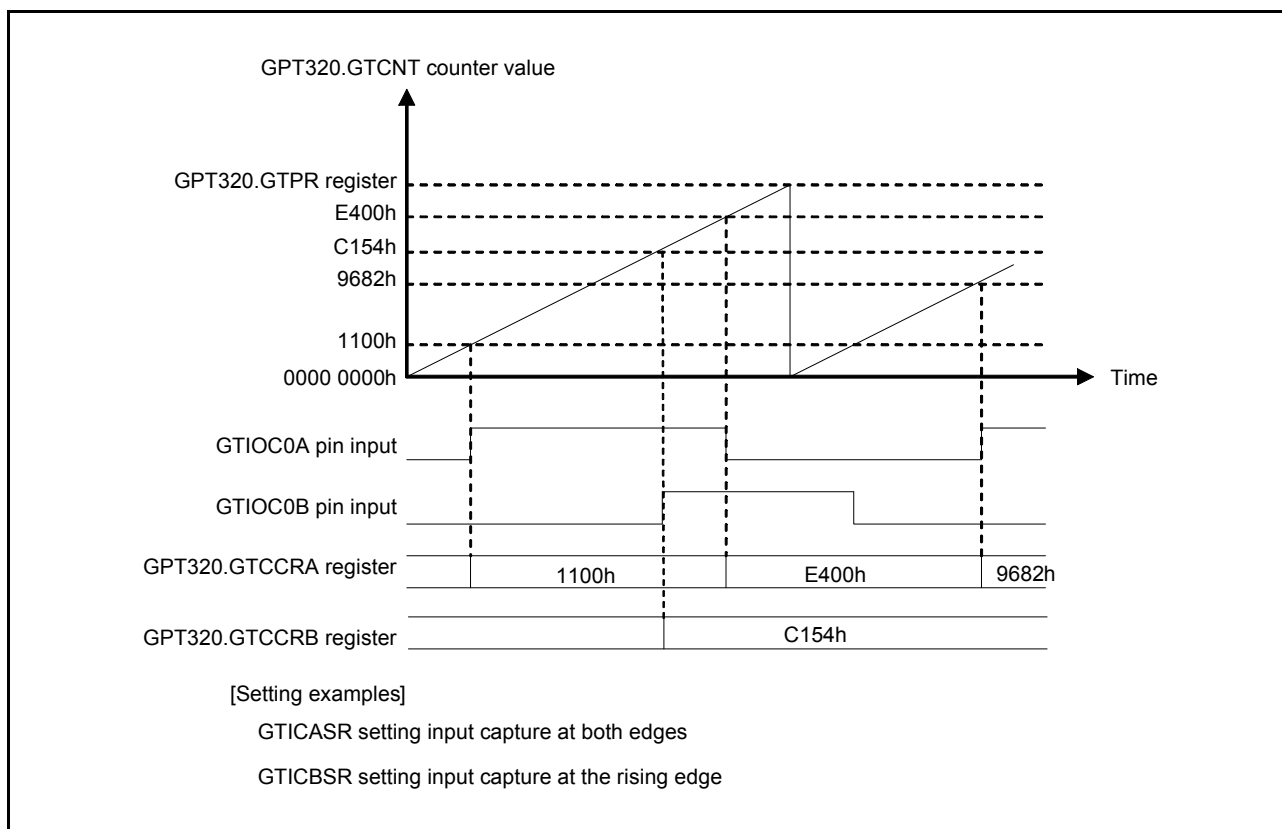 GPT320.GTCNT counter value
GPT320.GTPR register
E400h
C154h
9682h
1100h
0000 0000h
Time
GTIOC0A pin input
GTIOC0B pin input
GPT320.GTCCRA register
1100h
E400h
9682h
GPT320.GTCCRB register
C154h
[Setting examples]
GTICASR setting input capture at both edges
GTICBSR setting input capture at the rising edge